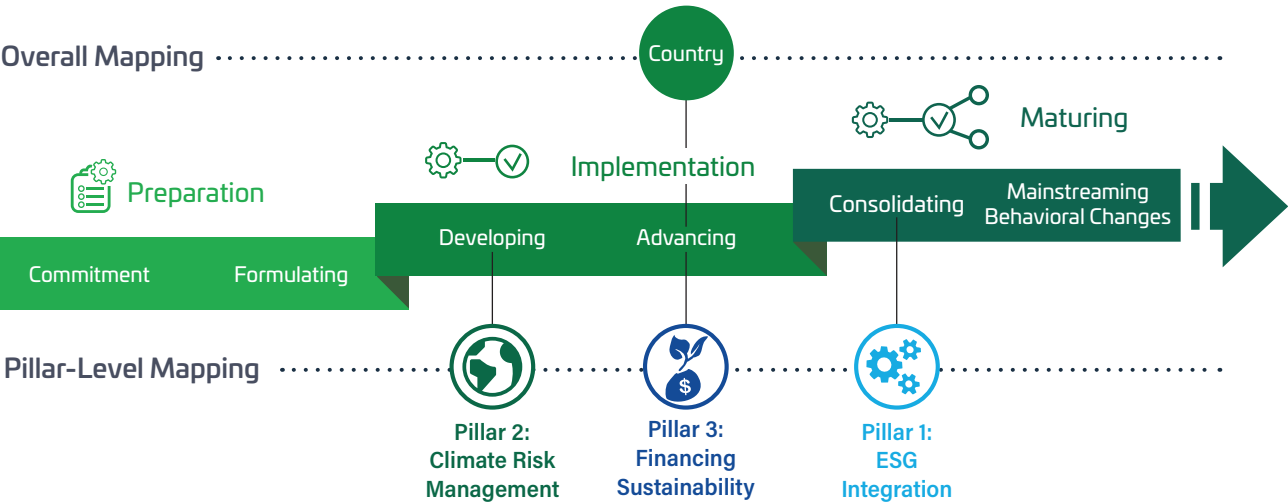 Overall Mapping
Country
Maturing
Implementation
Preparation
Mainstreaming
Behavioral Changes
Consolidating
Developing
Advancing
Commitment
Formulating
Pillar-Level Mapping
$
Pillar 2:
Climate Risk
Management
Pillar 3:
Financing
Sustainability
Pillar 1:
ESG
Integration